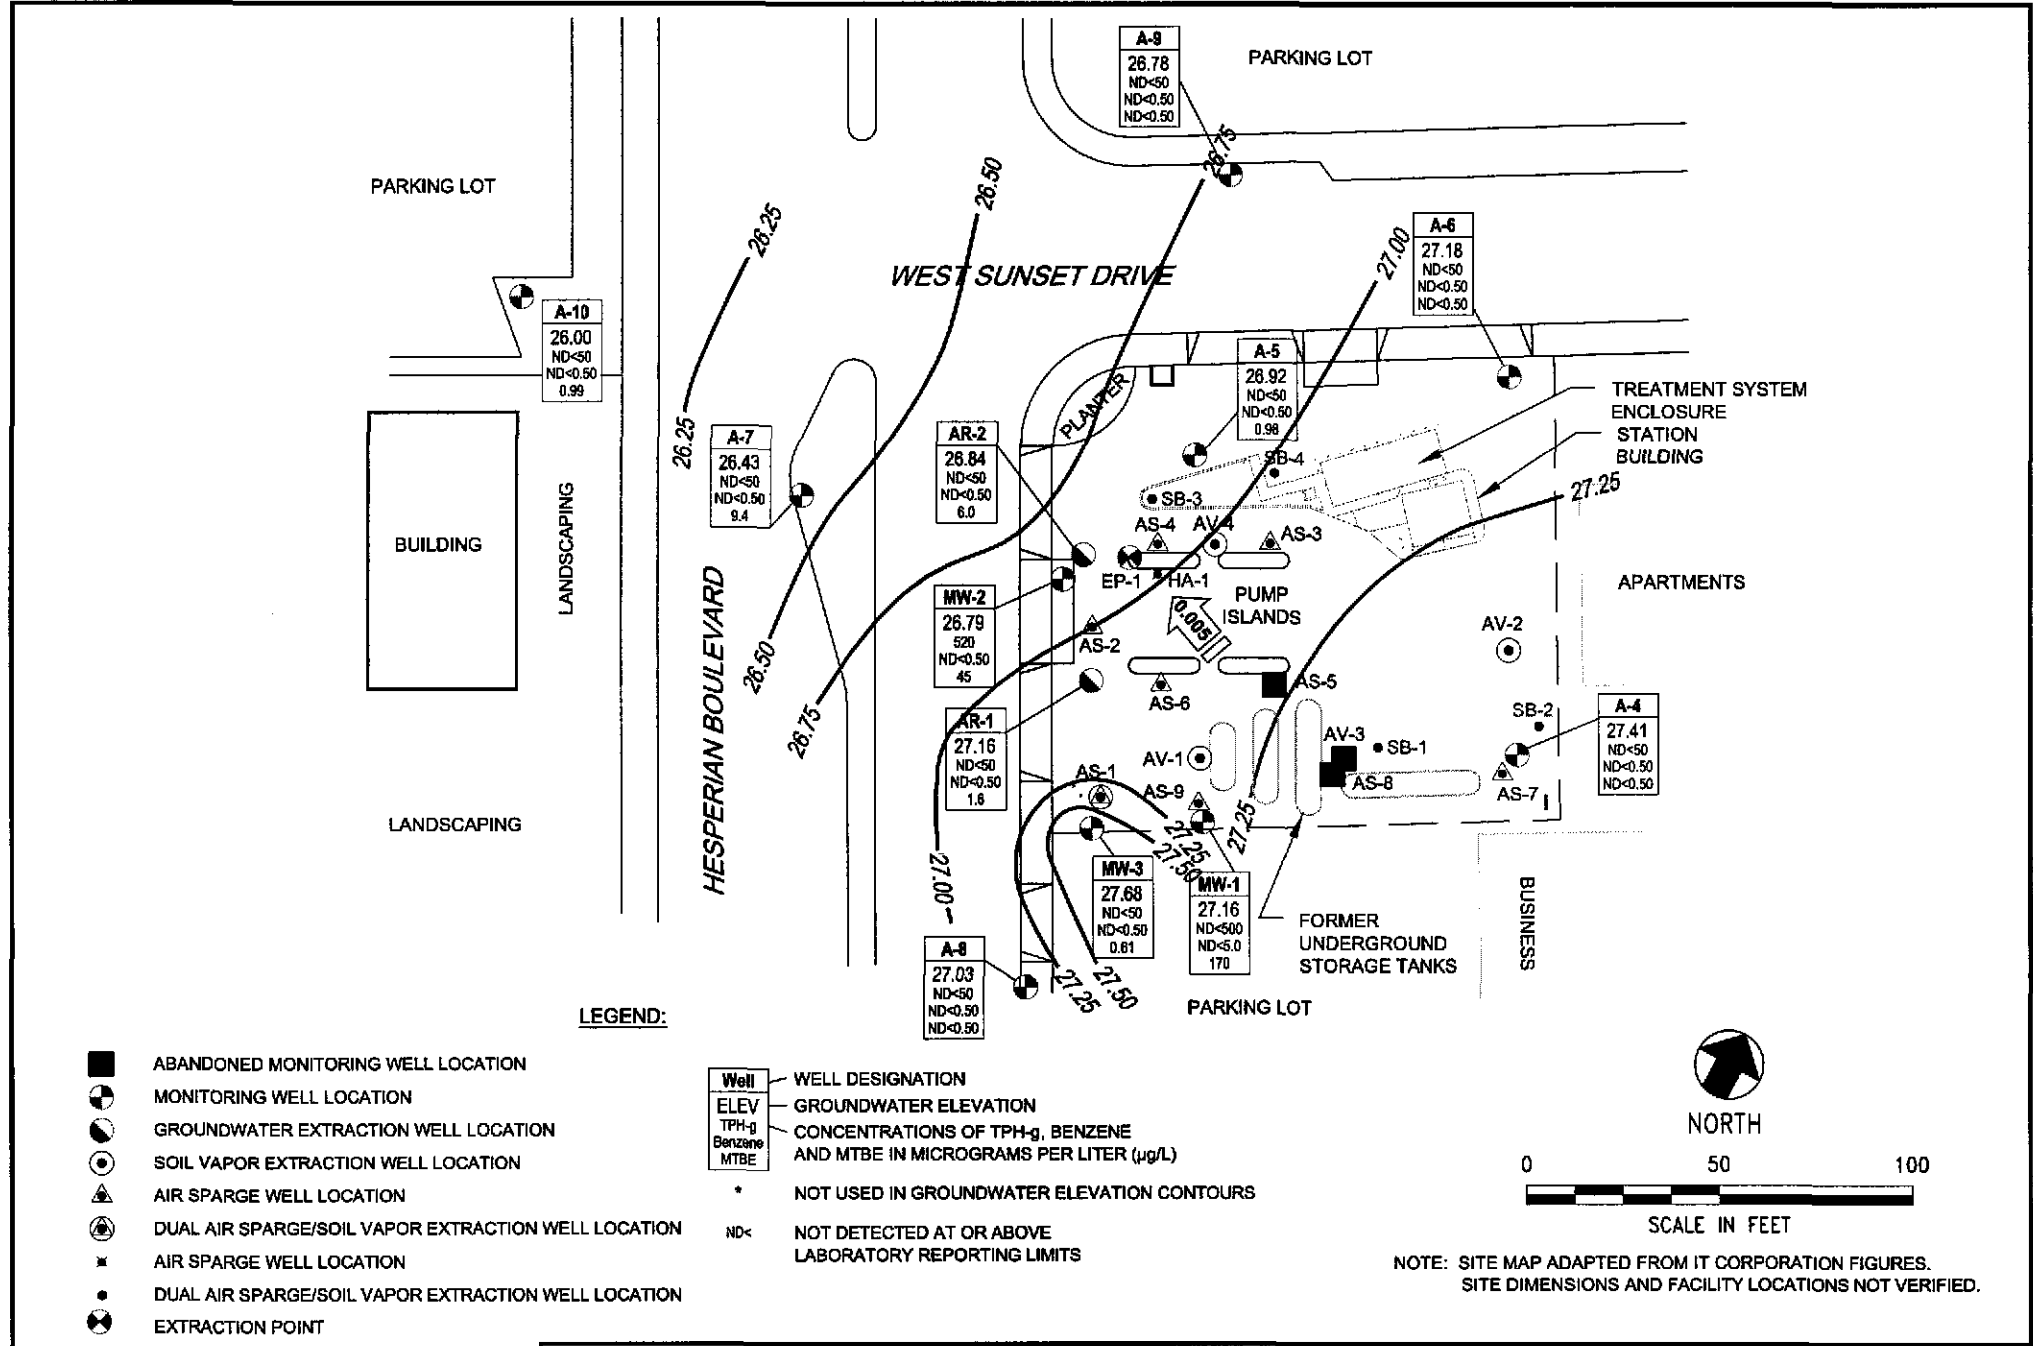 A-9
26.78
ND<50
ND<0.50
ND<0.50
PARKING LOT
26.75
26.50
PARKING LOT
26.25
A-6
27.18
ND<50
ND<0.50
ND<0.50
27.00
WEST SUNSET DRIVE
A-10
26.00
ND<50
ND<0.50
0.99
A-5
26.92
ND<50
ND<0.50
0.98
PLANTER
TREATMENT SYSTEM
ENCLOSURE
STATION
BUILDING
26.25
A-7
26.43
ND<50
ND<0.50
9.4
AR-2
26.84
ND<50
ND<0.50
6.0
SB-4
SB-3
27.25
AS-4
AV-4
AS-3
BUILDING
LANDSCAPING
EP-1
HA-1
PUMP
ISLANDS
0.005
APARTMENTS
MW-2
26.79
520
ND<0.50
45
AS-2
AV-2
26.50
HESPERIAN BOULEVARD
AS-6
AS-5
26.75
AR-1
27.16
ND<50
ND<0.50
1.6
SB-2
A-4
27.41
ND<50
ND<0.50
ND<0.50
AV-3
SB-1
AV-1
AS-1
AS-9
AS-8
AS-7
LANDSCAPING
27.25
27.25
27.50
27.00
MW-3
27.68
ND<50
ND<0.50
0.61
MW-1
27.16
ND<500
ND<5.0
170
FORMER
UNDERGROUND
STORAGE TANKS
BUSINESS
A-8
27.03
ND<50
ND<0.50
ND<0.50
27.25
27.50
PARKING LOT
LEGEND:
ABANDONED MONITORING WELL LOCATION
MONITORING WELL LOCATION
GROUNDWATER EXTRACTION WELL LOCATION
SOIL VAPOR EXTRACTION WELL LOCATION
AIR SPARGE WELL LOCATION
DUAL AIR SPARGE/SOIL VAPOR EXTRACTION WELL LOCATION
AIR SPARGE WELL LOCATION
DUAL AIR SPARGE/SOIL VAPOR EXTRACTION WELL LOCATION
EXTRACTION POINT
Well
ELEV
TPH-g
Benzene
MTBE
WELL DESIGNATION
GROUNDWATER ELEVATION
CONCENTRATIONS OF TPH-g, BENZENE
AND MTBE IN MICROGRAMS PER LITER (µg/L)
* NOT USED IN GROUNDWATER ELEVATION CONTOURS
ND< NOT DETECTED AT OR ABOVE
LABORATORY REPORTING LIMITS
NORTH
0 50 100
SCALE IN FEET
NOTE: SITE MAP ADAPTED FROM IT CORPORATION FIGURES.
SITE DIMENSIONS AND FACILITY LOCATIONS NOT VERIFIED.